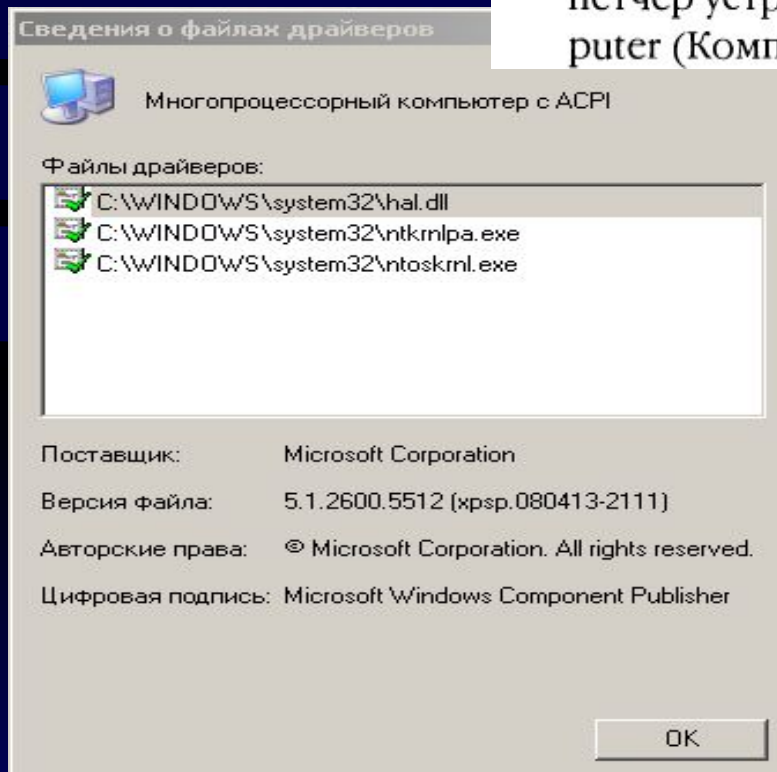 puter (Комп
Сведения о файлах драйверов
Многопроцессорный компьютер с ACPI
Файлы драйверов:
C:\WINDOWS\system32\hal.dll
C:\WINDOWS\system32\ntkrnlpa.exe
C:\WINDOWS\system32\ntoskrnl.exe
Поставщик: Microsoft Corporation
Версия файла: 5.1.2600.5512 (xpsp.080413-2111)
Авторские права: © Microsoft Corporation. All rights reserved.
Цифровая подпись: Microsoft Windows Component Publisher
OK